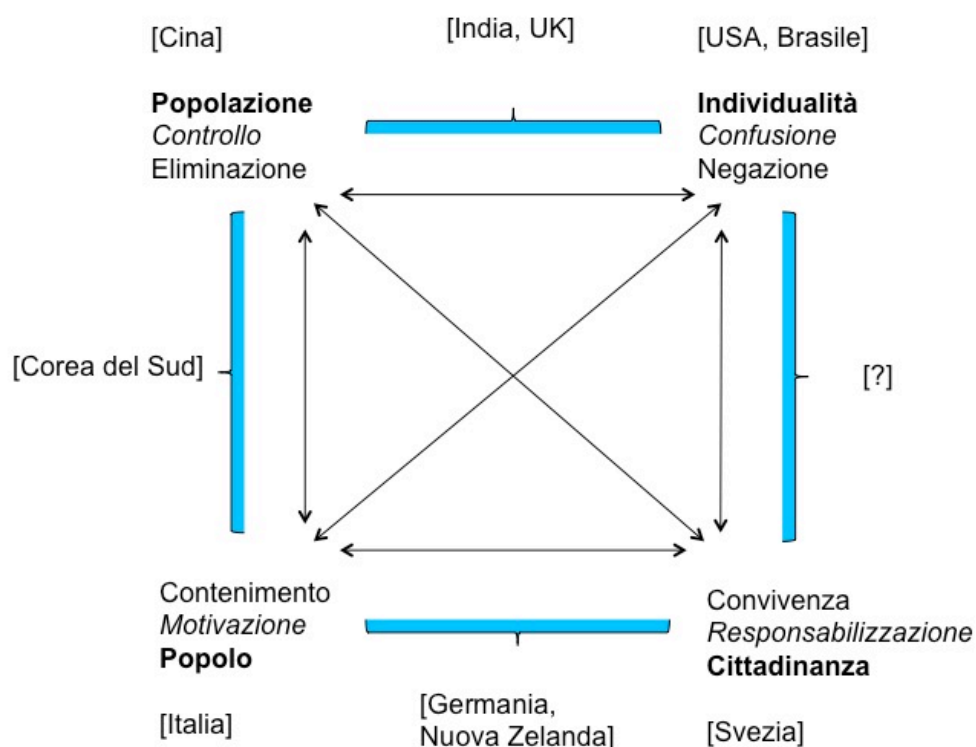 [Cina]
[India, UK]
[USA, Brasile]
Popolazione
Controllo
Eliminazione
Individualità
Confusione
Negazione
[Corea del Sud]
[?]
Contenimento
Motivazione
Popolo
Convivenza
Responsabilizzazione
Cittadinanza
[Italia]
[Germania,
Nuova Zelanda]
[Svezia]